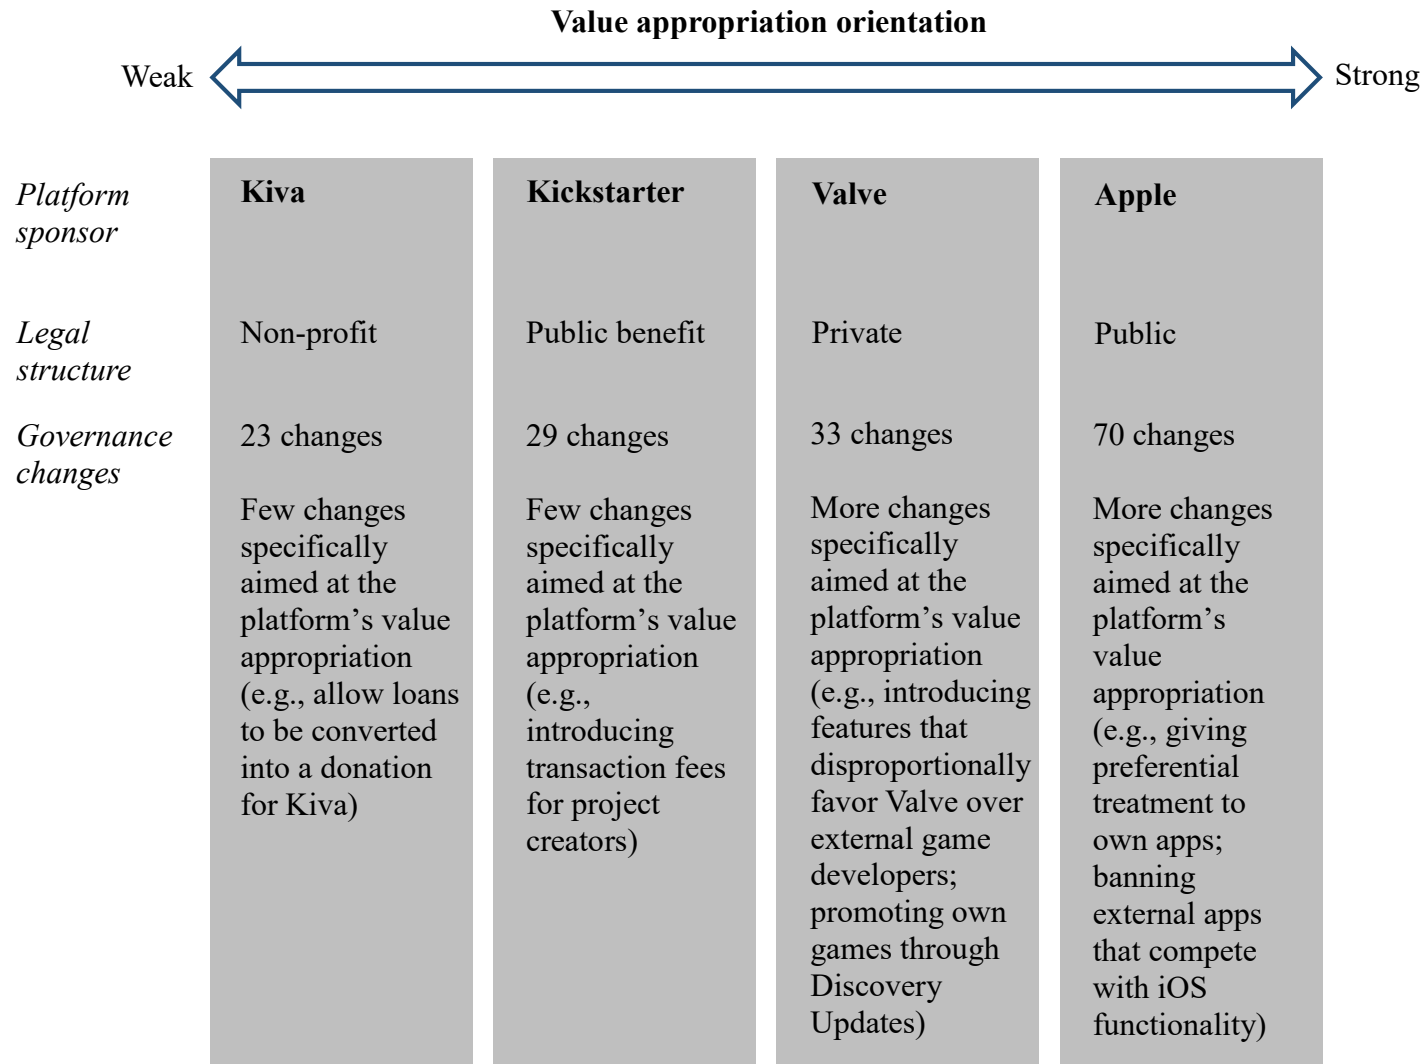 Value appropriation orientation
Weak
Strong
Platform
sponsor
Kiva
Kickstarter
Valve
Apple
Legal
structure
Non-profit
Public benefit
Private
Public
Governance
changes
23 changes
29 changes
33 changes
70 changes
Few changes
specifically
aimed at the
platform’s value
appropriation
(e.g., allow loans
to be converted
into a donation
for Kiva)
Few changes
specifically
aimed at the
platform’s value
appropriation
(e.g.,
introducing
transaction fees
for project
creators)
More changes
specifically
aimed at the
platform’s value
appropriation
(e.g., introducing
features that
disproportionally
favor Valve over
external game
developers;
promoting own
games through
Discovery
Updates)
More changes
specifically
aimed at the
platform’s
value
appropriation
(e.g., giving
preferential
treatment to
own apps;
banning
external apps
that compete
with iOS
functionality)